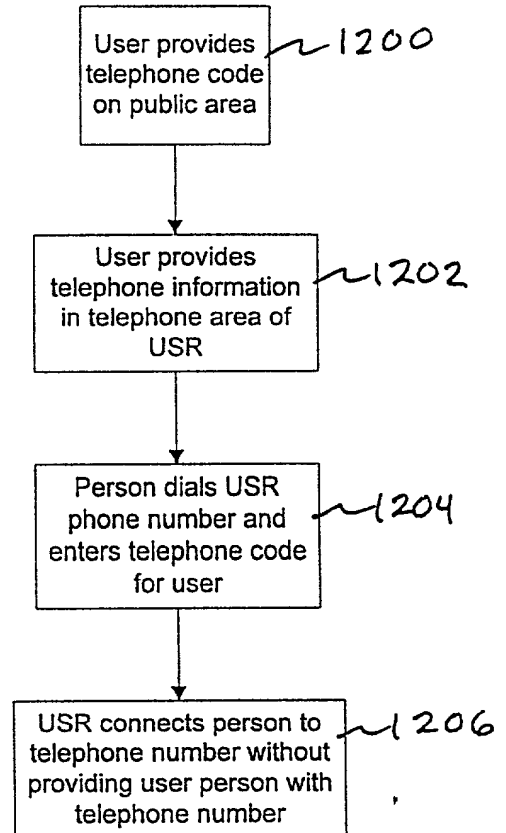 User provides
telephone code
on public area
1200
User provides
telephone information
in telephone area of
USR
1202
Person dials USR
phone number and
enters telephone code
for user
1204
USR connects person to
telephone number without
providing user person with
telephone number
1206